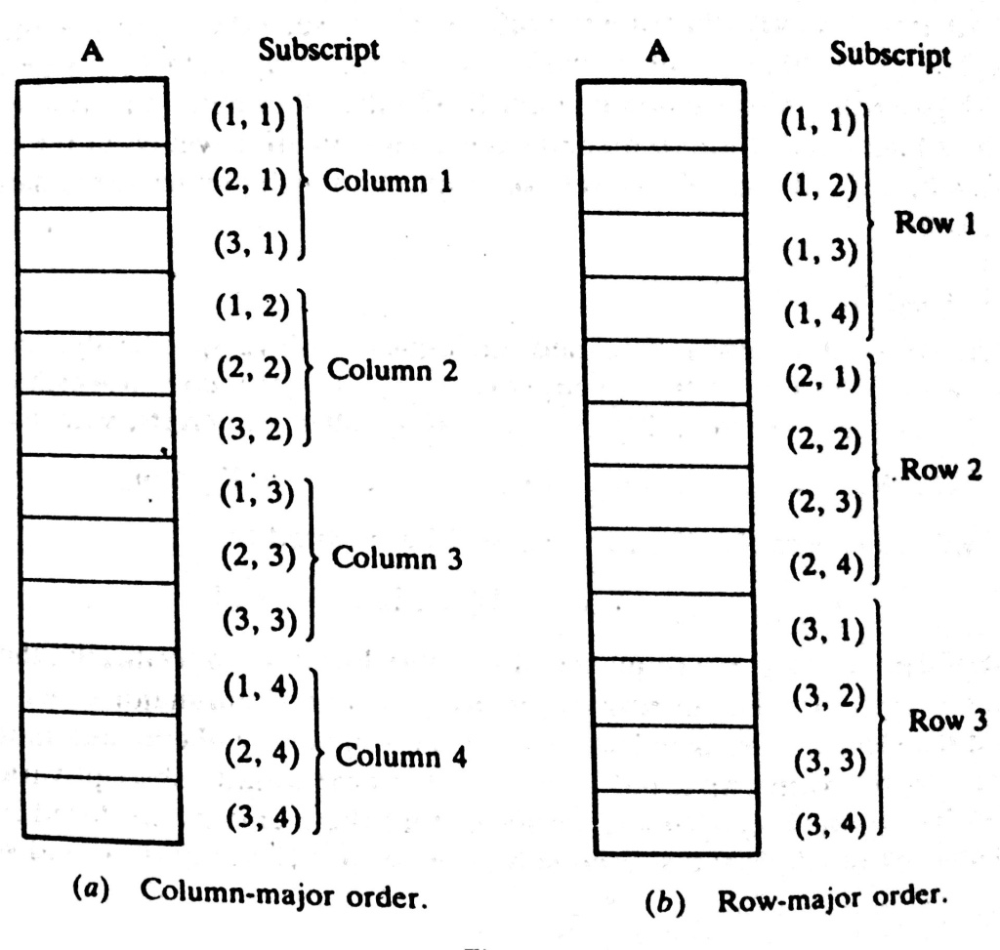 A Subscript
(1, 1)
(2, 1) Column 1
(3, 1)
(1, 2)
(2, 2) Column 2
(3, 2)
(1, 3)
(2, 3) Column 3
(3, 3)
(1, 4)
(2, 4) Column 4
(3, 4)
(a) Column-major order.
A Subscript
(1, 1)
(1, 2)
Row 1
(1, 3)
(1, 4)
(2, 1)
(2, 2)
Row 2
(2, 3)
(2, 4)
(3, 1)
(3, 2)
Row 3
(3, 3)
(3, 4)
(b) Row-major order.